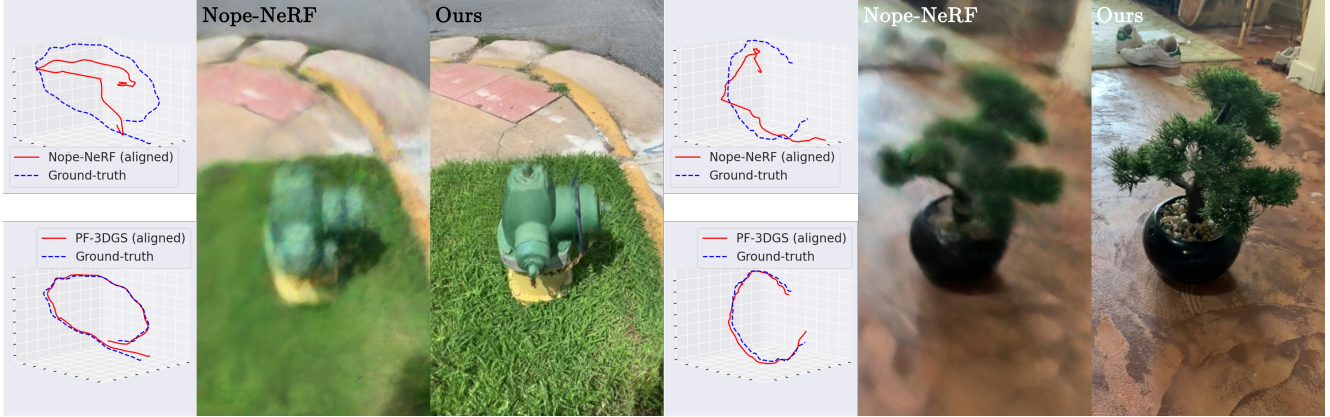 Nope-NeRF
Ours
Nope-NeRF (aligned)
Ground-truth
PF-3DGS (aligned)
Ground-truth
Nope-NeRF
Ours
Nope-NeRF (aligned)
Ground-truth
PF-3DGS (aligned)
Ground-truth